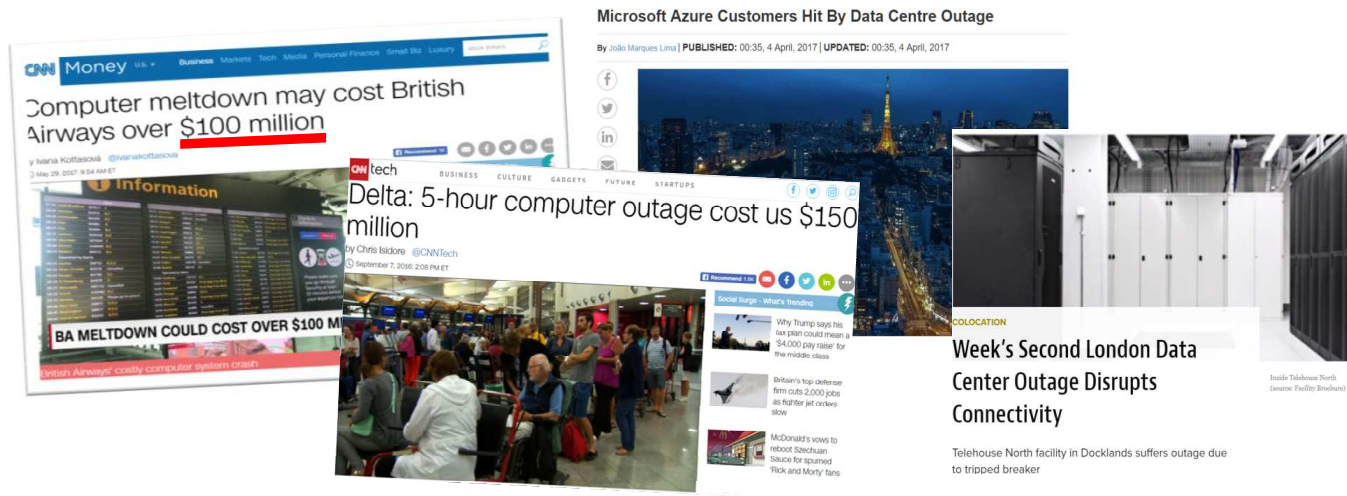 CNN Money U.S. + Business Markets Tech Media Personal Finance Small Biz Luxury
Computer meltdown may cost British
Airways over $100 million
y Ivana Kottasová @ivanakottasova
May 29, 2017: 9:54 AM ET
Recommend
Information
BA MELTDOWN COULD COST OVER $100 M
British Airways' costly computer system crash
CNN tech BUSINESS CULTURE GADGETS FUTURE STARTUPS
Delta: 5-hour computer outage cost us $150
million
by Chris Isidore @CNNTech
September 7, 2016: 2:08 PM ET
Recommend
Social Surge - What's Trending
Why Trump says his
tax plan could mean a
'$4,000 pay raise' for
the middle class
Britain's top defense
firm cuts 2,000 jobs
as fighter jet orders
slow
McDonald's vows to
reboot Szechuan
Sauce for spurned
'Rick and Morty' fans
Microsoft Azure Customers Hit By Data Centre Outage
By João Marques Lima | PUBLISHED: 00:35, 4 April, 2017 | UPDATED: 00:35, 4 April, 2017
COLOCATION
Week's Second London Data
Center Outage Disrupts
Connectivity
Telehouse North facility in Docklands suffers outage due
to tripped breaker
Inside Telehouse North
(source: Facility Brochure)